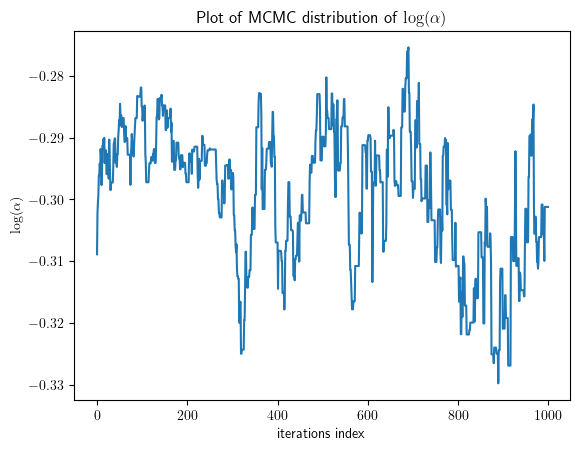 Plot of MCMC distribution of log(α)
−0.28
−0.29
−0.30
−0.31
−0.32
−0.33
log(α)
0 200 400 600 800 1000
iterations index